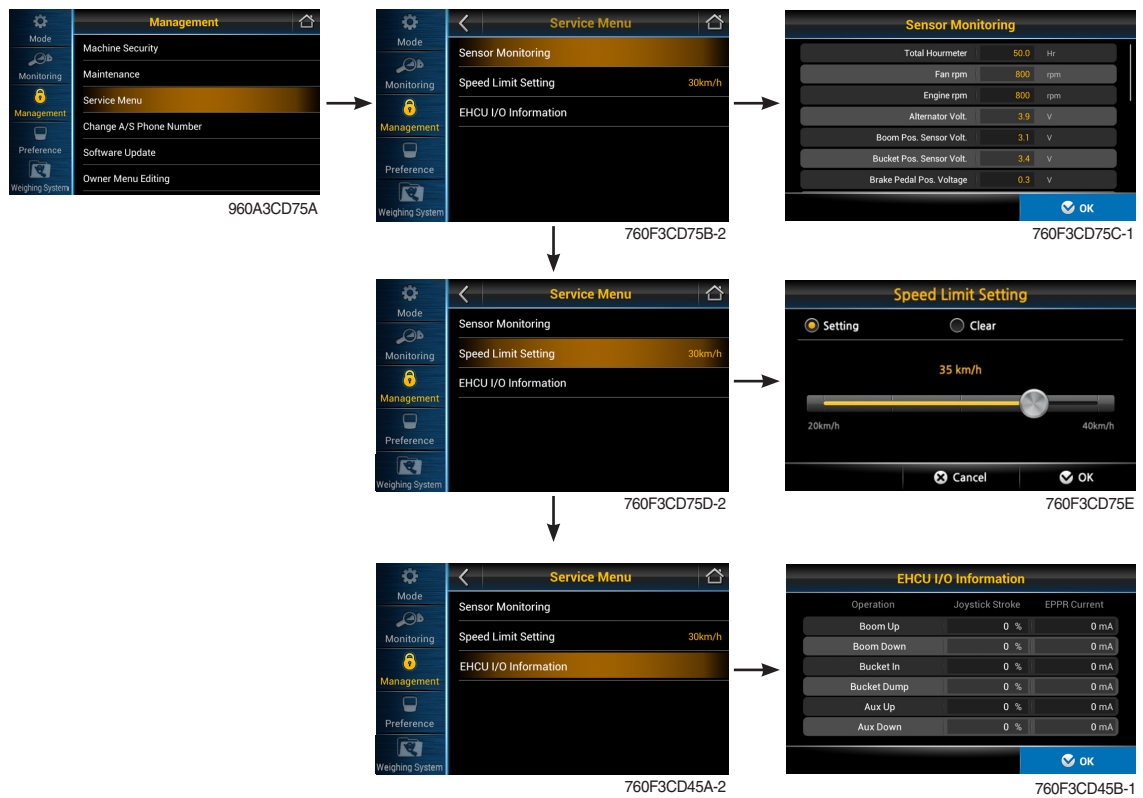 Management
Mode
Monitoring
Management
Preference
Weighing System
Machine Security
Maintenance
Service Menu
Change A/S Phone Number
Software Update
Owner Menu Editing
960A3CD75A
Service Menu
Mode
Monitoring
Management
Preference
Weighing System
Sensor Monitoring
Speed Limit Setting 30km/h
EHCU I/O Information
760F3CD75B-2
Sensor Monitoring
Total Hourmeter 50.0 Hr
Fan rpm 800 rpm
Engine rpm 800 rpm
Alternator Volt. 3.9 V
Boom Pos. Sensor Volt. 3.1 V
Bucket Pos. Sensor Volt. 3.4 V
Brake Pedal Pos. Voltage 0.3 V
OK
760F3CD75C-1
Service Menu
Mode
Monitoring
Management
Preference
Weighing System
Sensor Monitoring
Speed Limit Setting 30km/h
EHCU I/O Information
760F3CD75D-2
Speed Limit Setting
Setting Clear
35 km/h
20km/h 40km/h
Cancel OK
760F3CD75E
Service Menu
Mode
Monitoring
Management
Preference
Weighing System
Sensor Monitoring
Speed Limit Setting 30km/h
EHCU I/O Information
760F3CD45A-2
EHCU I/O Information
Operation Joystick Stroke EPPR Current
Boom Up 0 % 0 mA
Boom Down 0 % 0 mA
Bucket In 0 % 0 mA
Bucket Dump 0 % 0 mA
Aux Up 0 % 0 mA
Aux Down 0 % 0 mA
OK
760F3CD45B-1